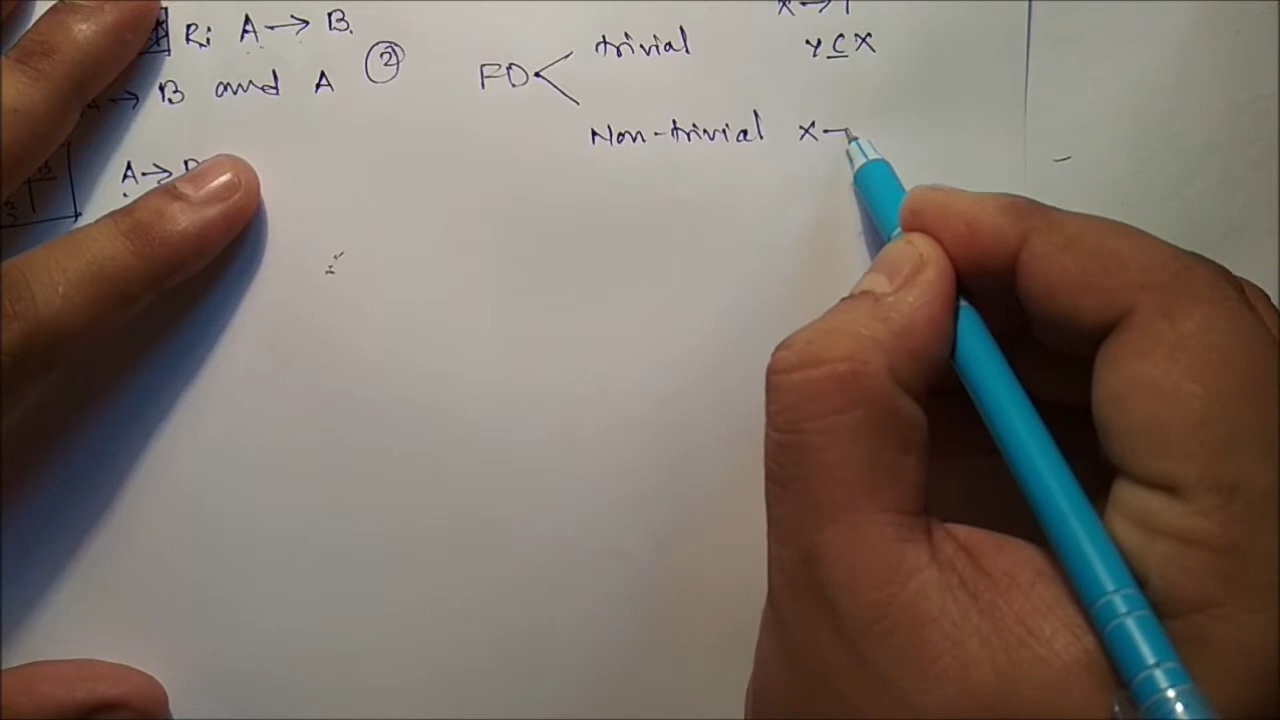 R: A → B.
→ B and A ②
A →
X →
FD trivial Y ⊆ X
Non-trivial X –